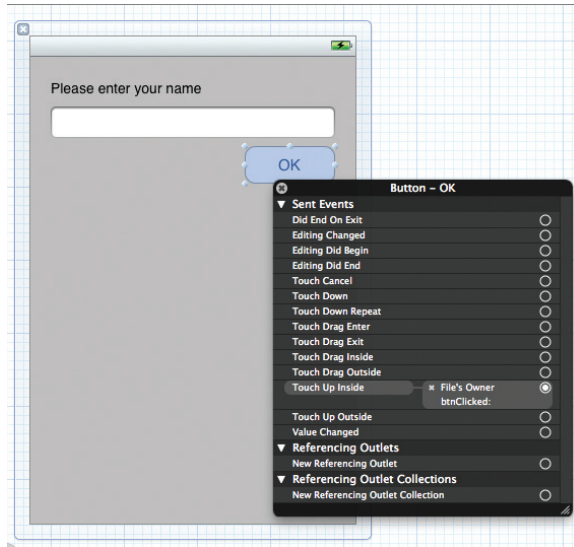 Please enter your name
OK
Button – OK
Sent Events
Did End On Exit
Editing Changed
Editing Did Begin
Editing Did End
Touch Cancel
Touch Down
Touch Down Repeat
Touch Drag Enter
Touch Drag Exit
Touch Drag Inside
Touch Drag Outside
Touch Up Inside File's Owner
btnClicked:
Touch Up Outside
Value Changed
Referencing Outlets
New Referencing Outlet
Referencing Outlet Collections
New Referencing Outlet Collection